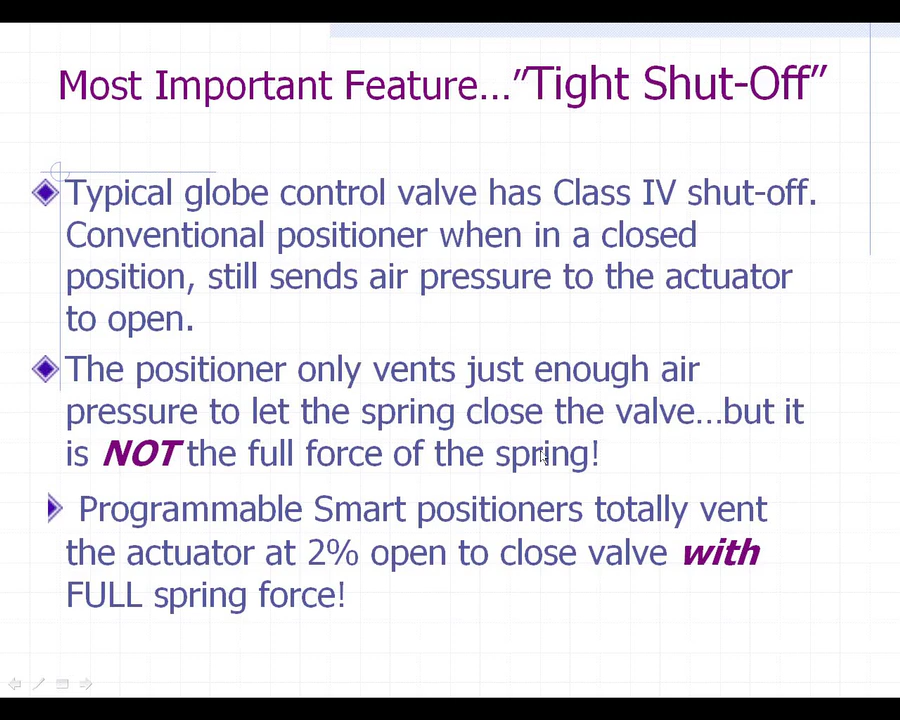 Most Important Feature…”Tight Shut-Off”
Typical globe control valve has Class IV shut-off.
Conventional positioner when in a closed
position, still sends air pressure to the actuator
to open.
The positioner only vents just enough air
pressure to let the spring close the valve…but it
is NOT the full force of the spring!
Programmable Smart positioners totally vent
the actuator at 2% open to close valve with
FULL spring force!